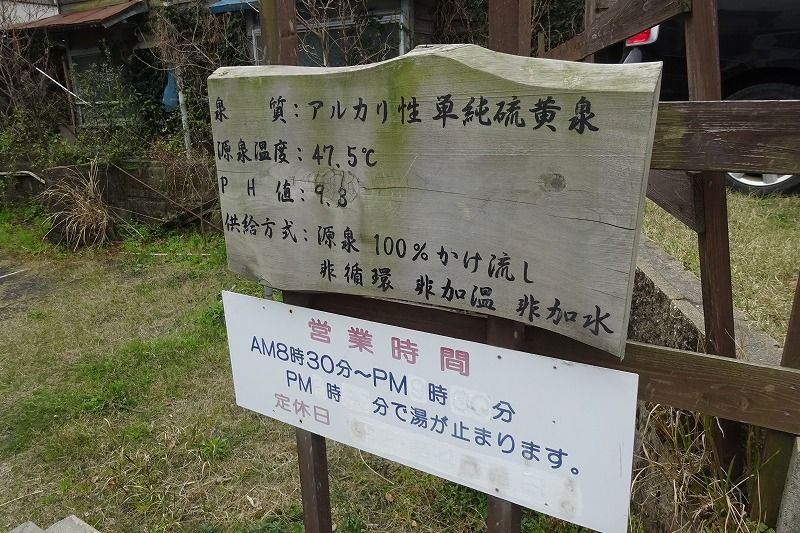 泉 質：アルカリ性単純硫黄泉
源泉温度：47.5℃
PH値：9.3
供給方式：源泉100%かけ流し
非循環 非加温 非加水
営業時間
AM8時30分～PM 時 分
PM 時 分で湯が止まります。
定休日